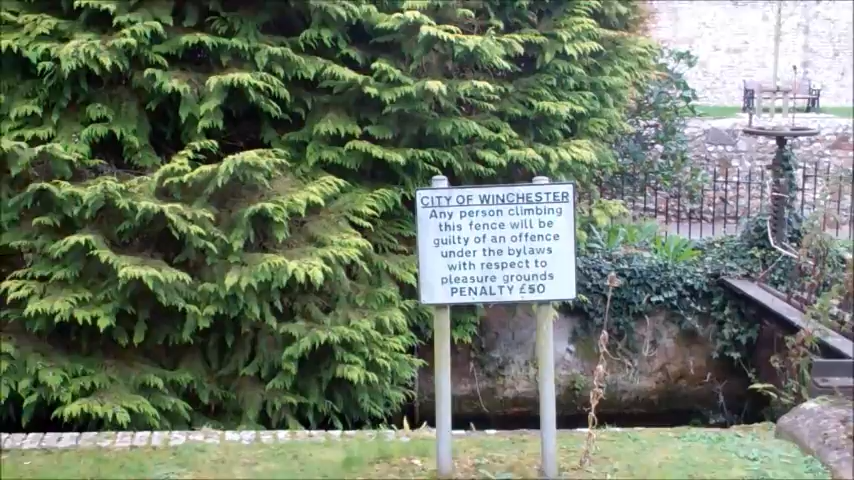 CITY OF WINCHESTER
Any person climbing
this fence will be
guilty of an offence
under the bylaws
with respect to
pleasure grounds
PENALTY £50